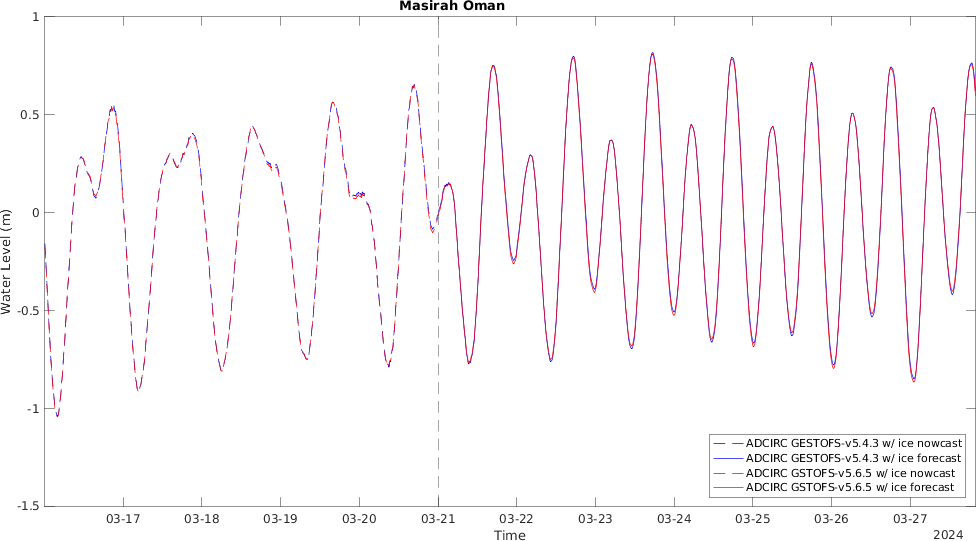 Masirah Oman
1
0.5
0
-0.5
-1
-1.5
Water Level (m)
03-17 03-18 03-19 03-20 03-21 03-22 03-23 03-24 03-25 03-26 03-27
Time
2024
ADCIRC GESTOFS-v5.4.3 w/ ice nowcast
ADCIRC GESTOFS-v5.4.3 w/ ice forecast
ADCIRC GSTOFS-v5.6.5 w/ ice nowcast
ADCIRC GSTOFS-v5.6.5 w/ ice forecast